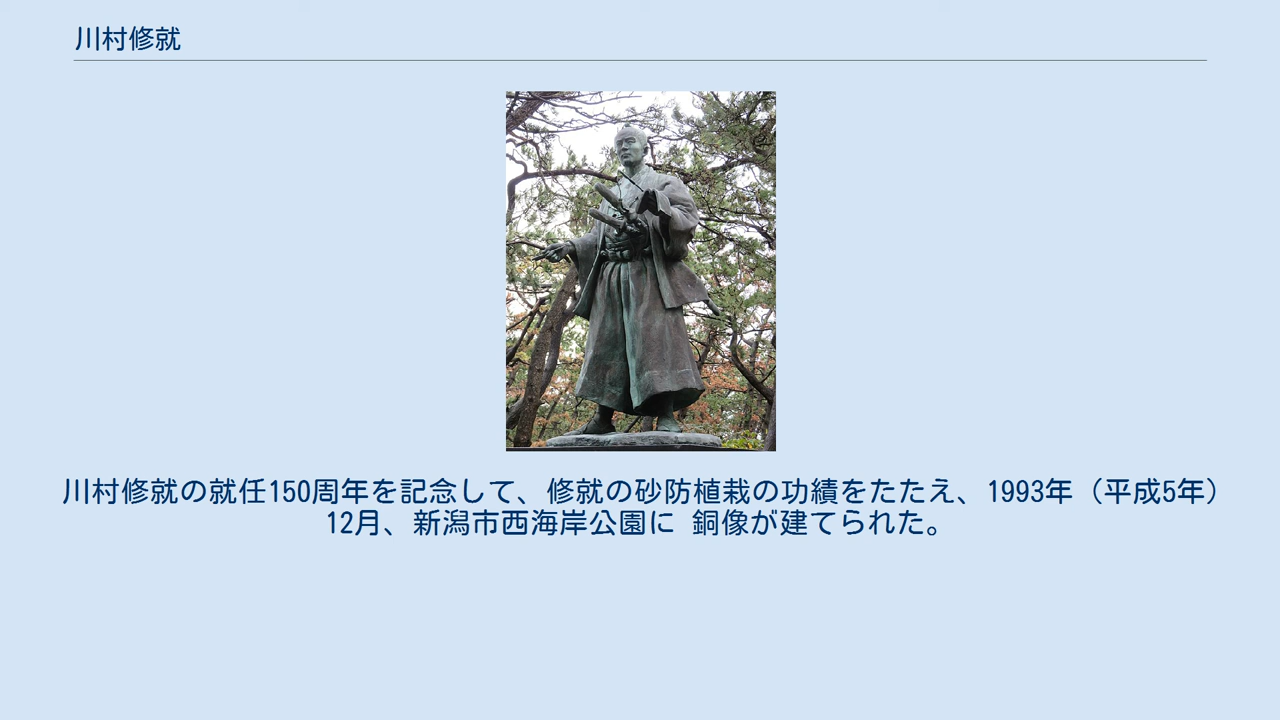 川村修就
川村修就の就任150周年を記念して、修就の砂防植栽の功績をたたえ、1993年（平成5年）
12月、新潟市西海岸公園に 銅像が建てられた。